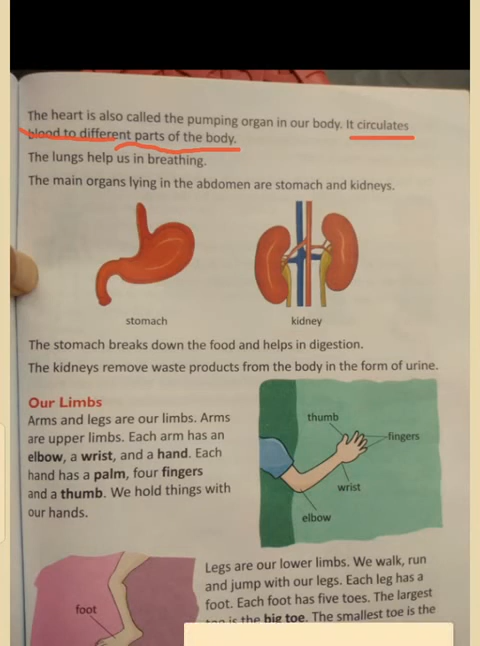 The heart is also called the pumping organ in our body. It circulates
blood to different parts of the body.
The lungs help us in breathing.
The main organs lying in the abdomen are stomach and kidneys.
stomach
kidney
The stomach breaks down the food and helps in digestion.
The kidneys remove waste products from the body in the form of urine.
Our Limbs
Arms and legs are our limbs. Arms
are upper limbs. Each arm has an
elbow, a wrist, and a hand. Each
hand has a palm, four fingers
and a thumb. We hold things with
our hands.
thumb
fingers
wrist
elbow
Legs are our lower limbs. We walk, run
and jump with our legs. Each leg has a
foot. Each foot has five toes. The largest
toe is the big toe. The smallest toe is the
foot